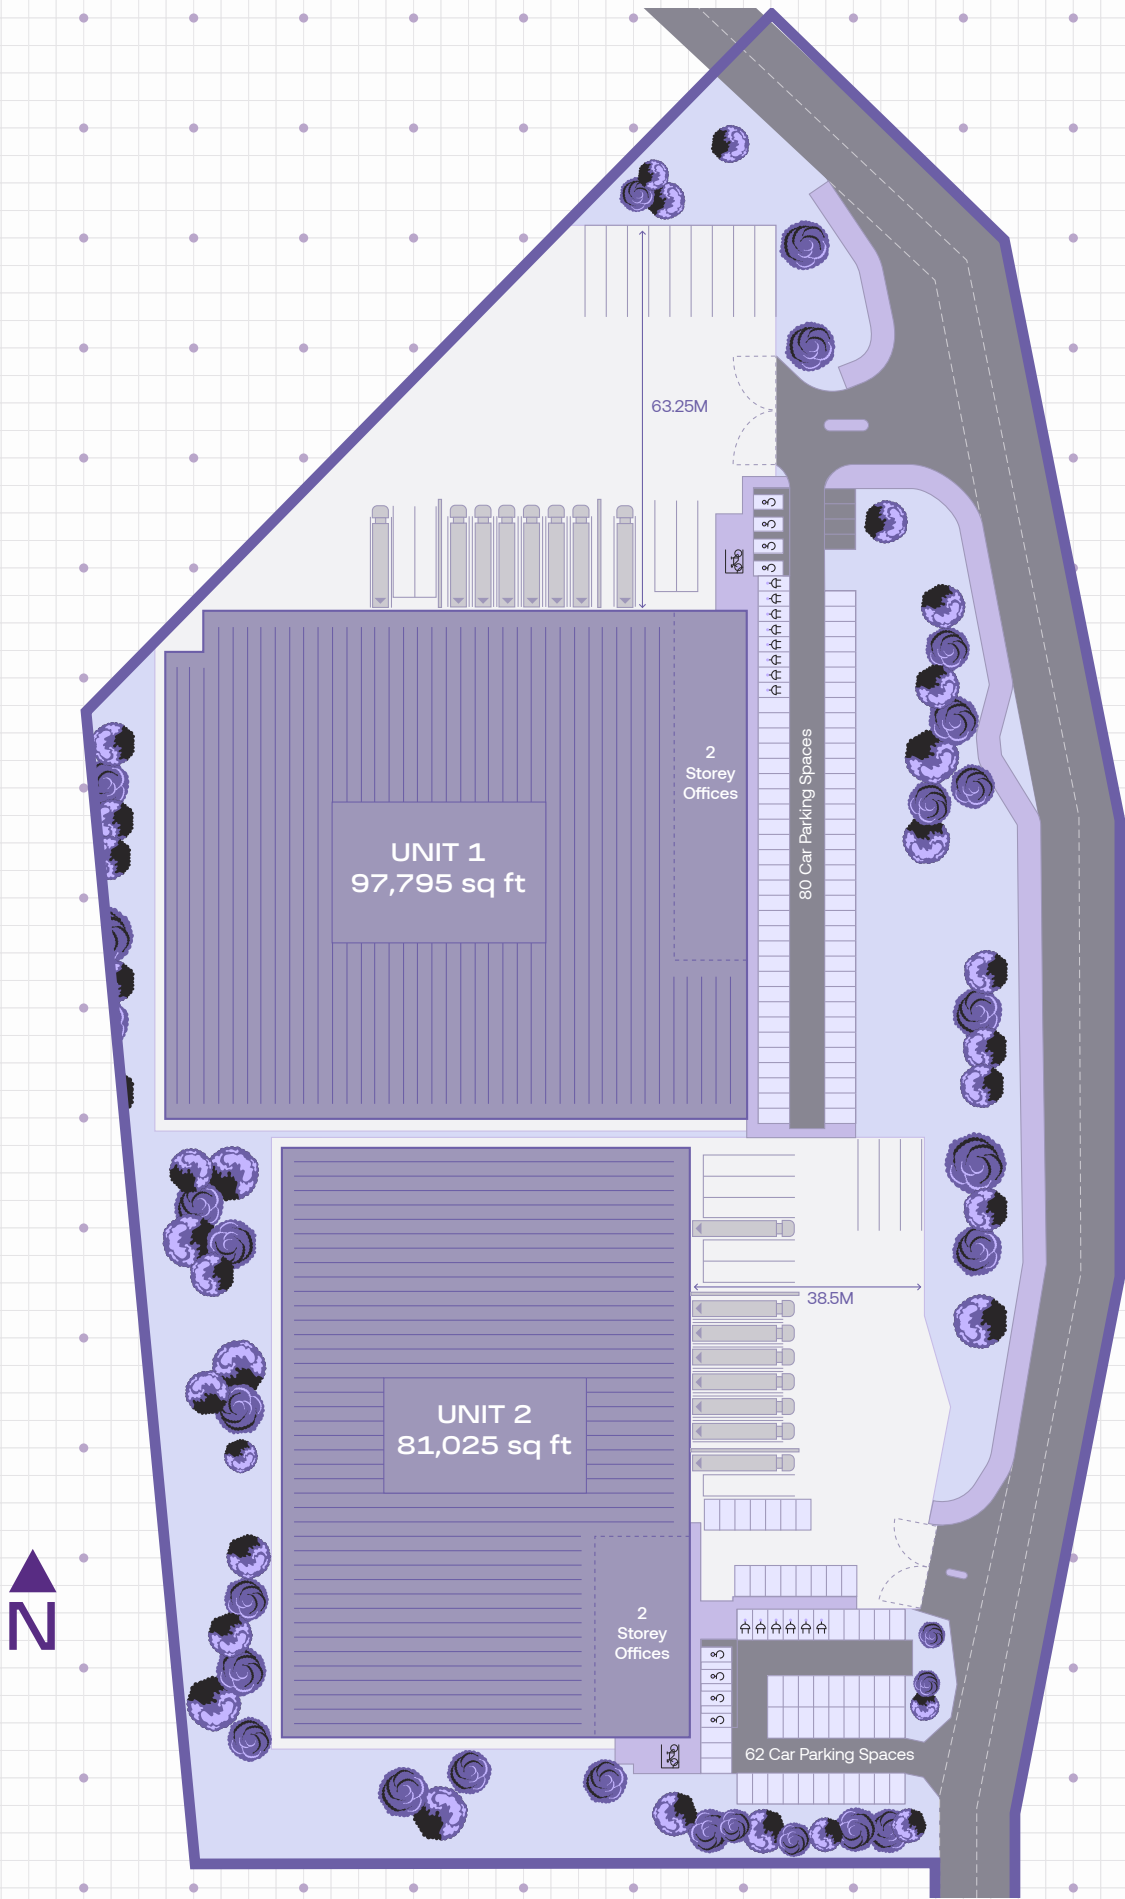 63.25M
2
Storey
Offices
80 Car Parking Spaces
UNIT 1
97,795 sq ft
38.5M
UNIT 2
81,025 sq ft
2
Storey
Offices
N
62 Car Parking Spaces